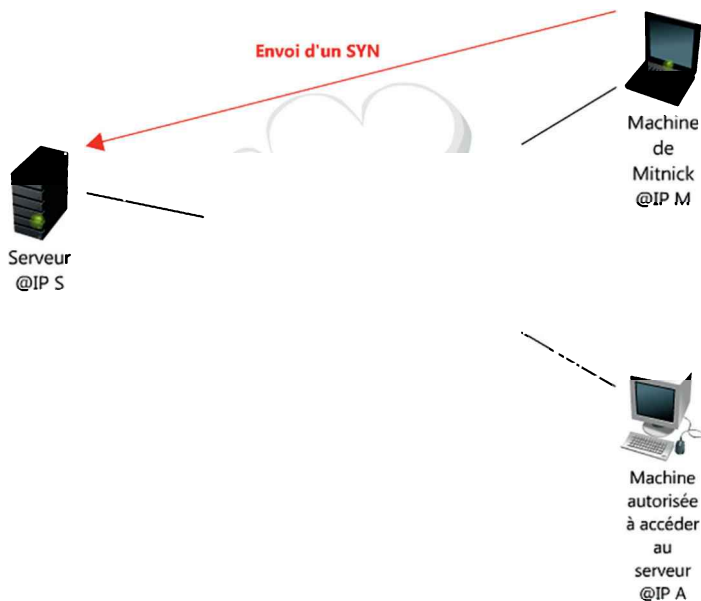 Envoi d'un SYN
Machine
de
Mitnick
@IP M
Serveur
@IP S
Machine
autorisée
à accéder
au
serveur
@IP A